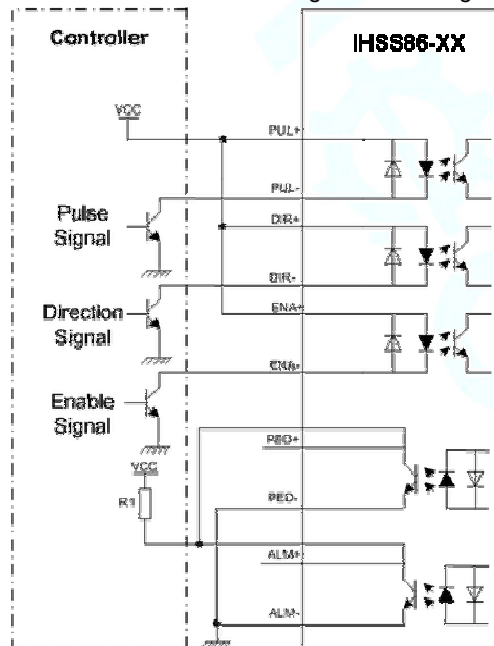 Controller
IHSS86-XX
VCC
PUL+
PUL-
Pulse
Signal
DIR+
DIR-
Direction
Signal
ENA+
ENA-
Enable
Signal
VCC
R1
PED+
PED-
ALM+
ALM-